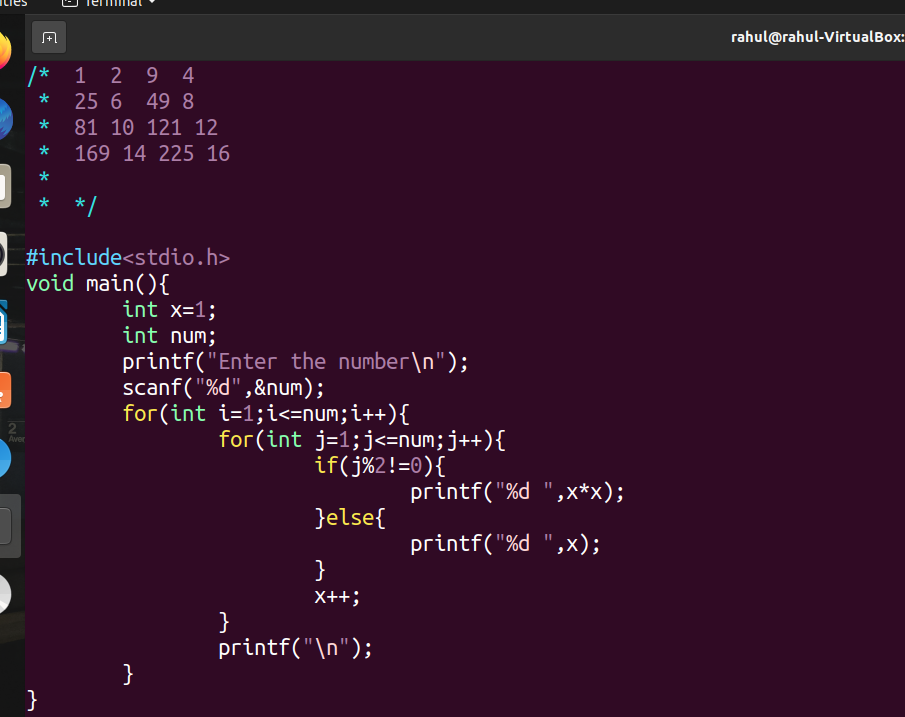 Terminal
rahul@rahul-VirtualBox:
/*  1  2  9  4
 *  25 6  49 8
 *  81 10 121 12
 *  169 14 225 16
 *
 *  */

#include<stdio.h>
void main(){
        int x=1;
        int num;
        printf("Enter the number\n");
        scanf("%d",&num);
        for(int i=1;i<=num;i++){
                for(int j=1;j<=num;j++){
                        if(j%2!=0){
                                printf("%d ",x*x);
                        }else{
                                printf("%d ",x);
                        }
                        x++;
                }
                printf("\n");
        }
}